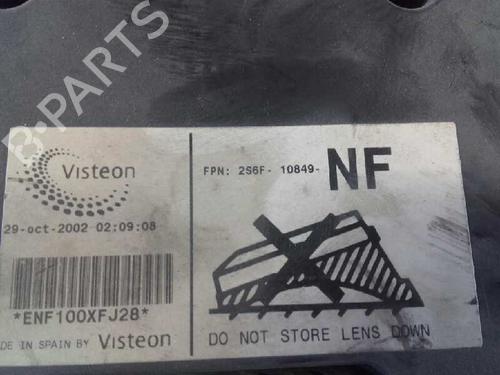 B-PARTS
Visteon
FPN: 2S6F- 10849- NF
29-oct-2002 02:09:08
*ENF100XFJ28*
DE IN SPAIN BY Visteon
DO NOT STORE LENS DOWN